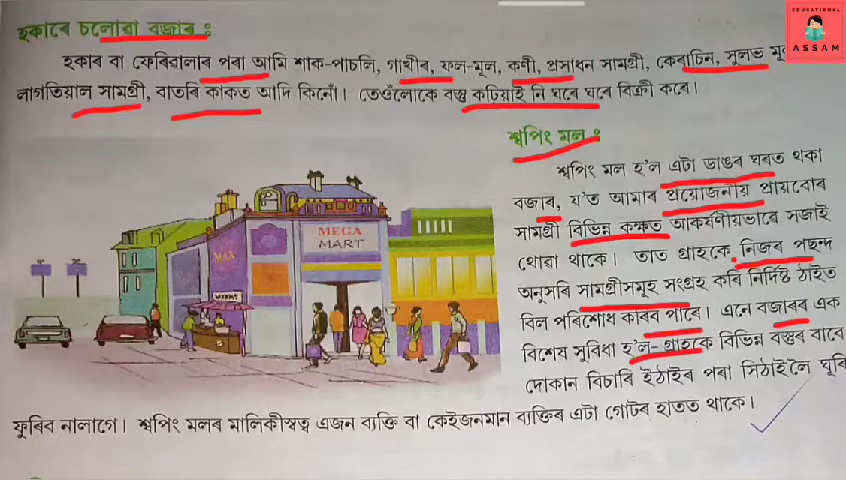 হকাৰে চলোৱা বজাৰ :
EDUCATIONAL
ASSAM
হকাৰ বা ফেৰিৱালাৰ পৰা আমি শাক-পাচলি, গাখীৰ, ফল-মূল, কণী, প্ৰসাধন সামগ্ৰী, কেৰাচিন, সুলভ
লাগতিয়াল সামগ্ৰী, বাতৰি কাকত আদি কিনোঁ। তেওঁলোকে বস্তু কঢ়িয়াই নি ঘৰে ঘৰে বিক্ৰী কৰে।
শ্বপিং মল :
শ্বপিং মল হ'ল এটা ডাঙৰ ঘৰত থকা
বজাৰ, য'ত আমাৰ প্ৰয়োজনীয় প্ৰায়বোৰ
সামগ্ৰী বিভিন্ন কক্ষত আকৰ্ষণীয়ভাৱে সজাই
থোৱা থাকে। তাত গ্ৰাহকে নিজৰ পছন্দ
অনুসৰি সামগ্ৰীসমূহ সংগ্ৰহ কৰি নিৰ্দিষ্ট ঠাইত
বিল পৰিশোধ কৰিব পাৰে। এনে বজাৰৰ এক
বিশেষ সুবিধা হ'ল- গ্ৰাহকে বিভিন্ন বস্তুৰ বাবে
দোকান বিচাৰি ইঠাইৰ পৰা সিঠাইলৈ ঘূৰি
ফুৰিব নালাগে। শ্বপিং মলৰ মালিকীস্বত্ব এজন ব্যক্তি বা কেইজনমান ব্যক্তিৰ এটা গোটৰ হাতত থাকে।
MEGA
MART
MAX